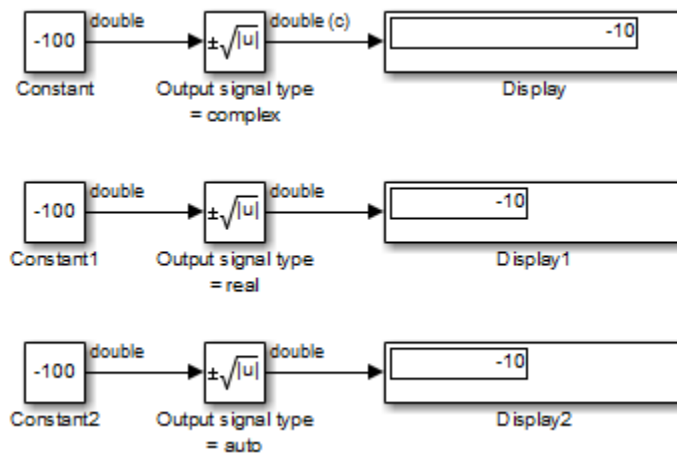 double
double (c)
-100
±√|u|
-10
Constant
Output signal type
= complex
Display
double
double
-100
±√|u|
-10
Constant1
Output signal type
= real
Display1
double
double
-100
±√|u|
-10
Constant2
Output signal type
= auto
Display2